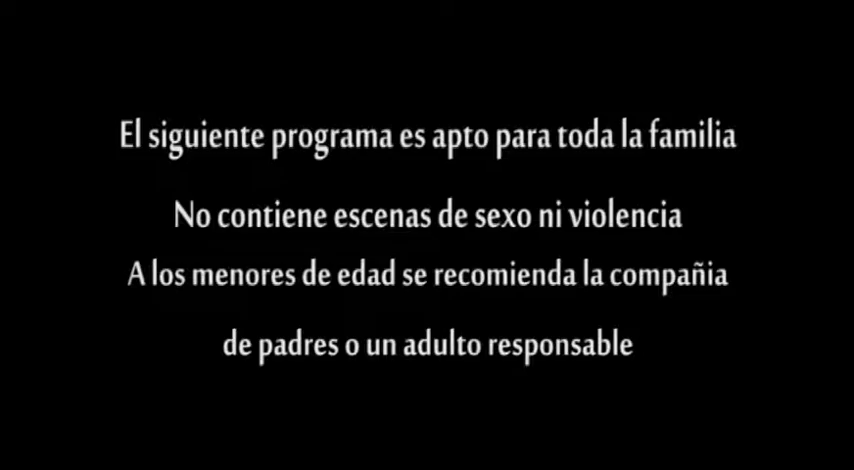 El siguiente programa es apto para toda la familia
No contiene escenas de sexo ni violencia
A los menores de edad se recomienda la compañia
de padres o un adulto responsable